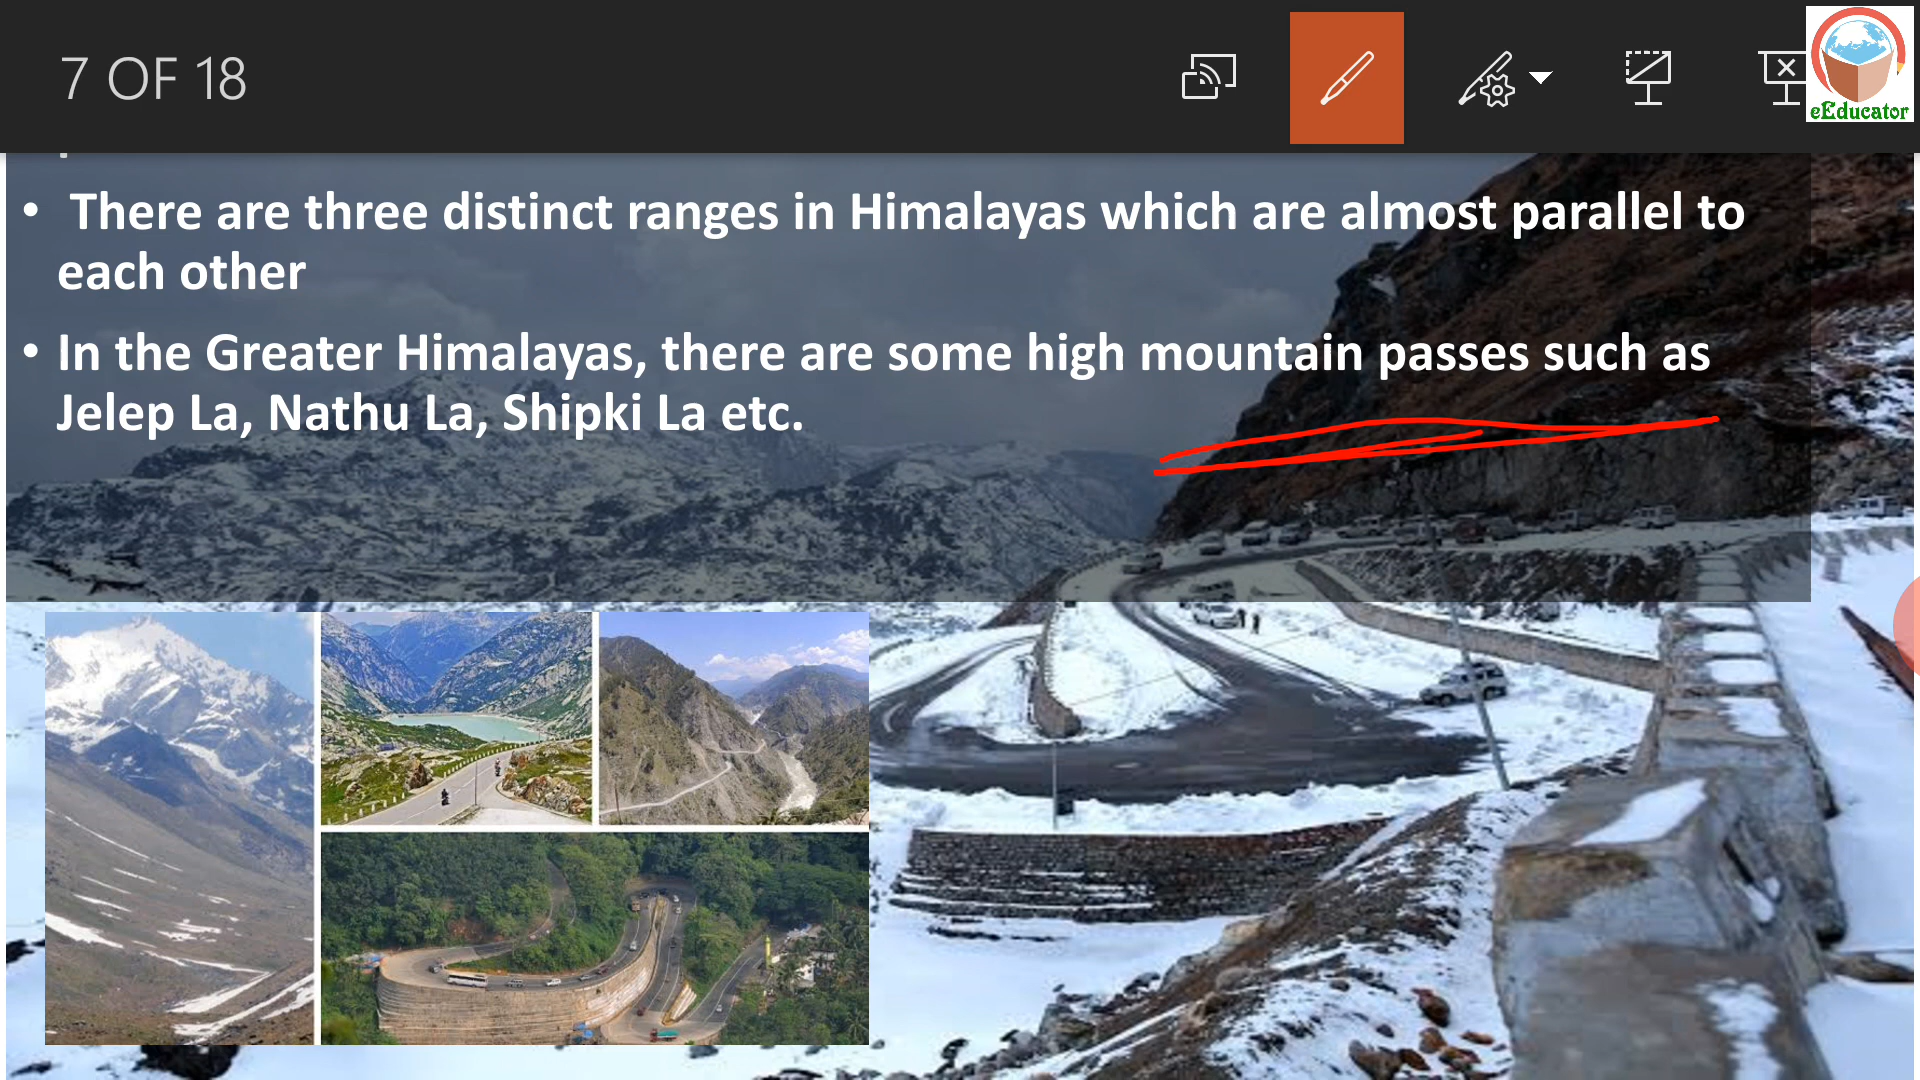 7 OF 18
eEducator
• There are three distinct ranges in Himalayas which are almost parallel to
each other
• In the Greater Himalayas, there are some high mountain passes such as
Jelep La, Nathu La, Shipki La etc.